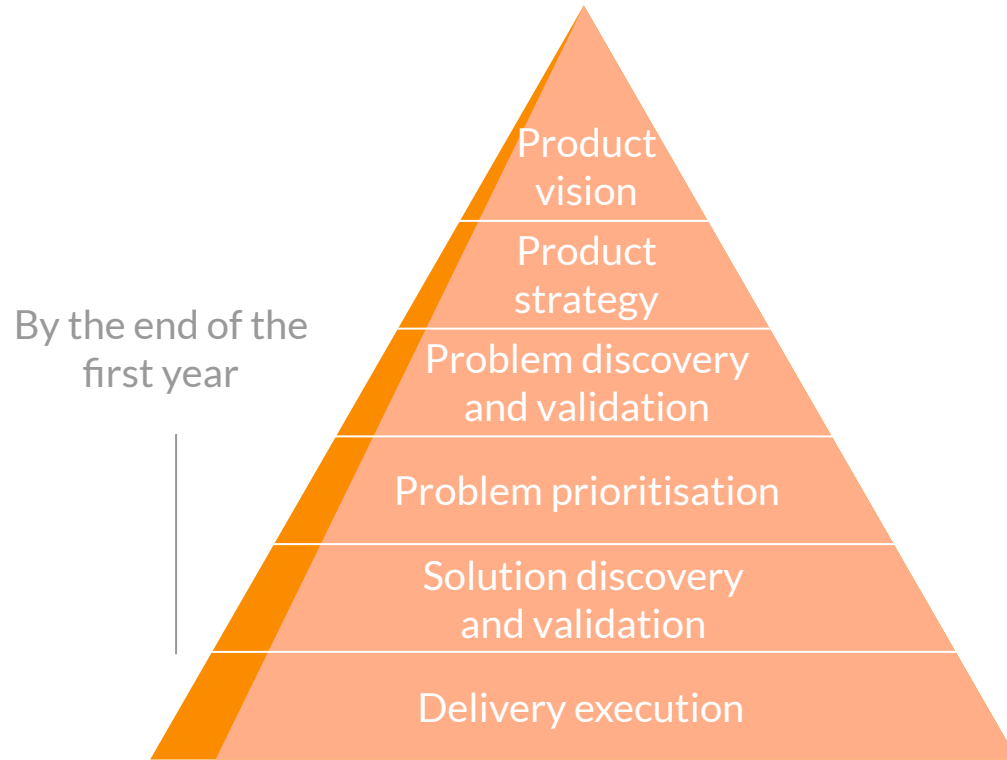 Product
vision
Product
strategy
By the end of the
first year
Problem discovery
and validation
Problem prioritisation
Solution discovery
and validation
Delivery execution